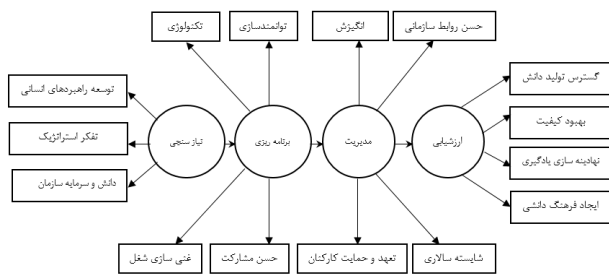 حسن روابط سازمانی
انگیزش
توانمندسازی
تکنولوژی
گسترس تولید دانش
بهبود کیفیت
نهادینه سازی یادگیری
ایجاد فرهنگ دانشی
ارزشیابی
مدیریت
برنامه ریزی
نیاز سنجی
توسعه راهبردهای انسانی
تفکر استراتژیک
دانش و سرمایه سازمان
شایسته سالاری
تعهد و حمایت کارکنان
حسن مشارکت
غنی سازی شغل